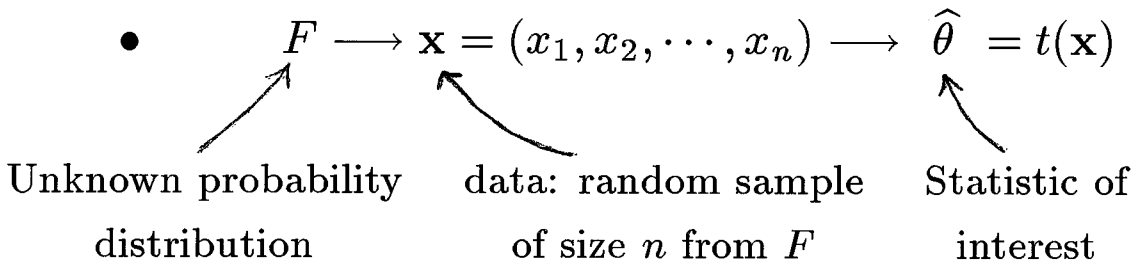 • F ⟶ x = (x₁, x₂, ⋯, xₙ) ⟶ θ̂ = t(x)
Unknown probability data: random sample Statistic of
distribution of size n from F interest